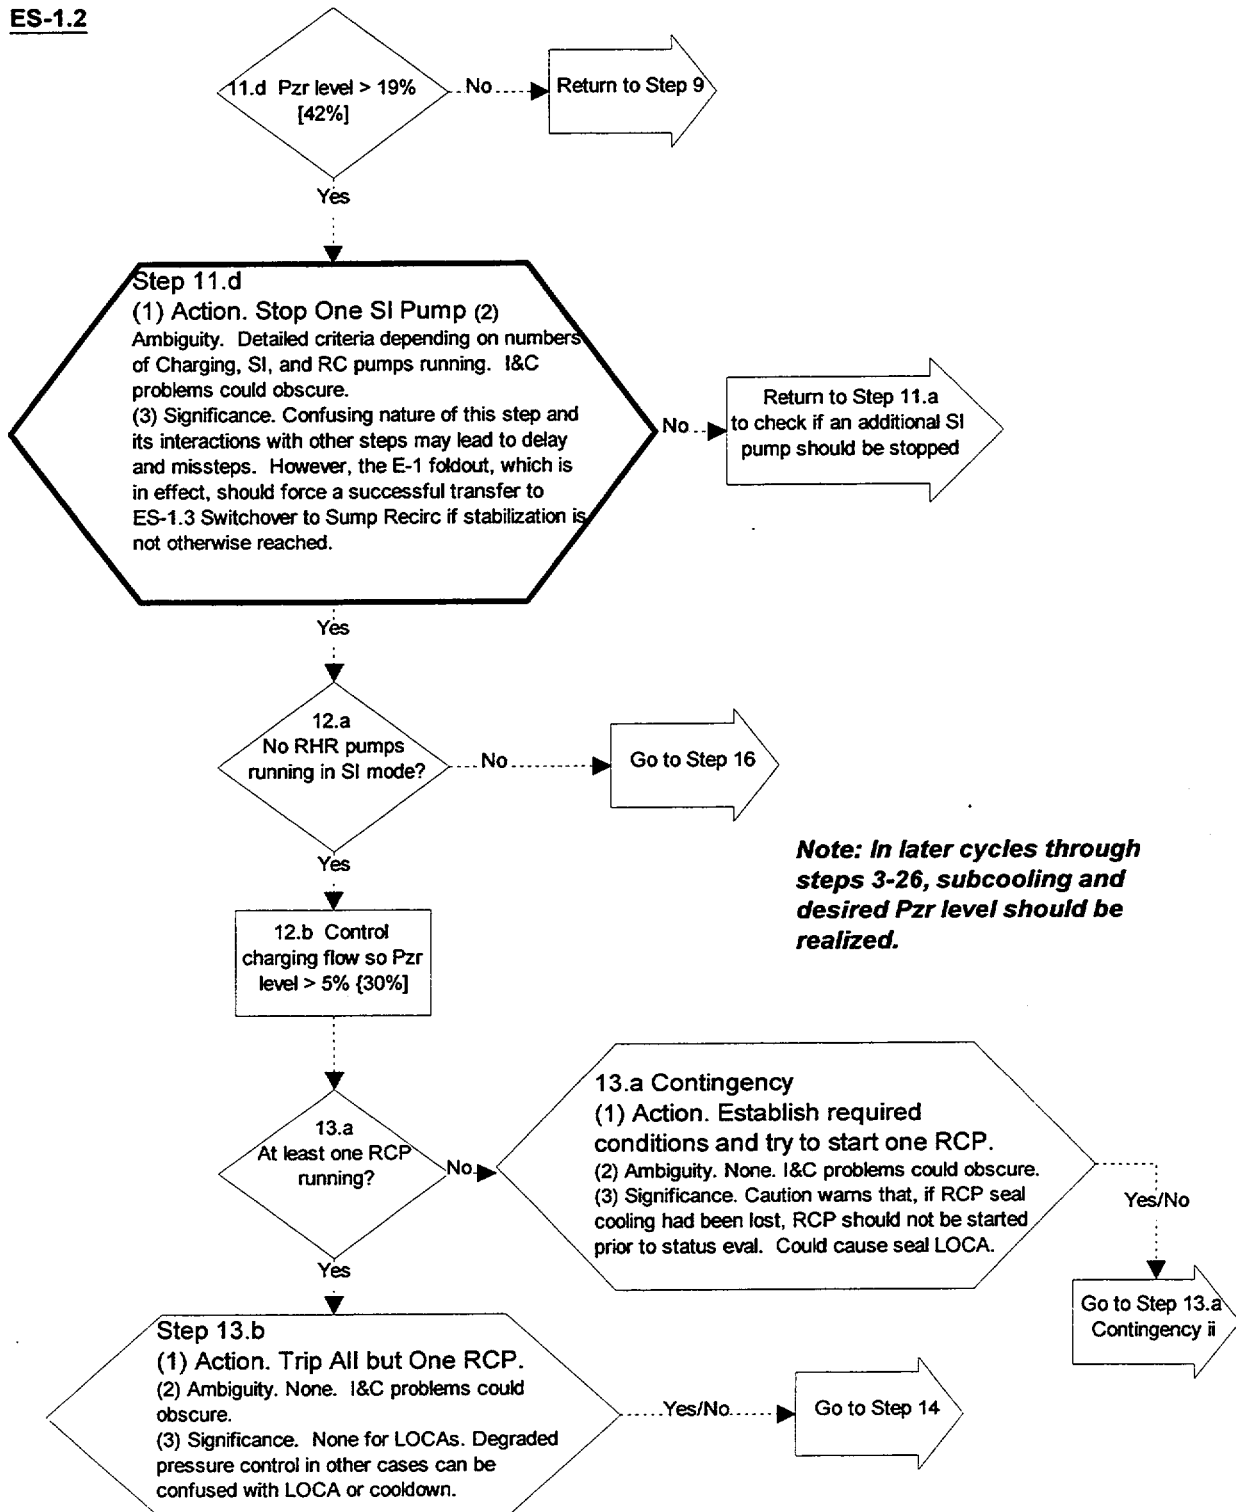 ES-1.2
11.d Pzr level > 19%
[42%]
No
Return to Step 9
Yes
Step 11.d
(1) Action. Stop One SI Pump (2)
Ambiguity. Detailed criteria depending on numbers
of Charging, SI, and RC pumps running. I&C
problems could obscure.
(3) Significance. Confusing nature of this step and
its interactions with other steps may lead to delay
and missteps. However, the E-1 foldout, which is
in effect, should force a successful transfer to
ES-1.3 Switchover to Sump Recirc if stabilization is
not otherwise reached.
No
Return to Step 11.a
to check if an additional SI
pump should be stopped
Yes
12.a
No RHR pumps
running in SI mode?
No
Go to Step 16
Yes
Note: In later cycles through
steps 3-26, subcooling and
desired Pzr level should be
realized.
12.b Control
charging flow so Pzr
level > 5% {30%]
13.a
At least one RCP
running?
No
13.a Contingency
(1) Action. Establish required
conditions and try to start one RCP.
(2) Ambiguity. None. I&C problems could obscure.
(3) Significance. Caution warns that, if RCP seal
cooling had been lost, RCP should not be started
prior to status eval. Could cause seal LOCA.
Yes/No
Go to Step 13.a
Contingency ii
Yes
Step 13.b
(1) Action. Trip All but One RCP.
(2) Ambiguity. None. I&C problems could
obscure.
(3) Significance. None for LOCAs. Degraded
pressure control in other cases can be
confused with LOCA or cooldown.
Yes/No
Go to Step 14